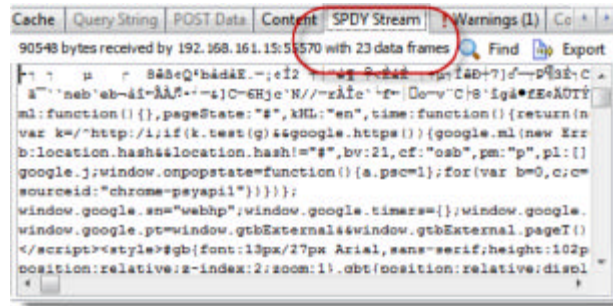 Cache Query String POST Data Content SPDY Stream ! Warnings (1)
90548 bytes received by 192.168.161.15:55570 with 23 data frames Find Export
ml:function(){},pageState:"#",kHL:"en",time:function(){return(n
var k=/^http:/i;if(k.test(g)&&google.https()){google.ml(new Err
b:location.hash&&location.hash!="#",bv:21,cf:"osb",pm:"p",pl:[]
google.j;window.onpopstate=function(){a.psc=1};for(var b=0,c;c=
sourceid:"chrome-psyapi1"})})};
window.google.sn="webhp";window.google.timers={};window.google.
window.google.pt=window.gtbExternal&&window.gtbExternal.pageT()
</script><style>#gb{font:13px/27px Arial,sans-serif;height:102p
position:relative;z-index:2;zoom:1}.gbt{position:relative;displ